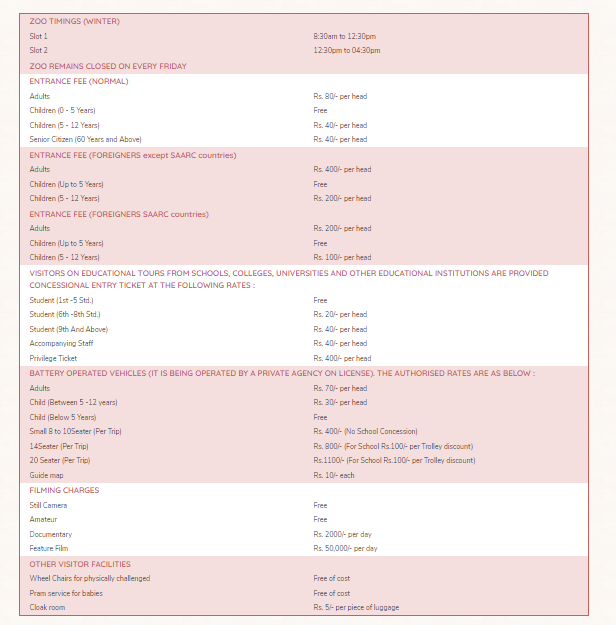 ZOO TIMINGS (WINTER)
Slot 1 8:30am to 12:30pm
Slot 2 12:30pm to 04:30pm
ZOO REMAINS CLOSED ON EVERY FRIDAY
ENTRANCE FEE (NORMAL)
Adults Rs. 80/- per head
Children (0 - 5 Years) Free
Children (5 - 12 Years) Rs. 40/- per head
Senior Citizen (60 Years and Above) Rs. 40/- per head
ENTRANCE FEE (FOREIGNERS except SAARC countries)
Adults Rs. 400/- per head
Children (Up to 5 Years) Free
Children (5 - 12 Years) Rs. 200/- per head
ENTRANCE FEE (FOREIGNERS SAARC countries)
Adults Rs. 200/- per head
Children (Up to 5 Years) Free
Children (5 - 12 Years) Rs. 100/- per head
VISITORS ON EDUCATIONAL TOURS FROM SCHOOLS, COLLEGES, UNIVERSITIES AND OTHER EDUCATIONAL INSTITUTIONS ARE PROVIDED
CONCESSIONAL ENTRY TICKET AT THE FOLLOWING RATES :
Student (1st -5 Std.) Free
Student (6th -8th Std.) Rs. 20/- per head
Student (9th And Above) Rs. 40/- per head
Accompanying Staff Rs. 40/- per head
Privilege Ticket Rs. 400/- per head
BATTERY OPERATED VEHICLES (IT IS BEING OPERATED BY A PRIVATE AGENCY ON LICENSE). THE AUTHORISED RATES ARE AS BELOW :
Adults Rs. 70/- per head
Child (Between 5 -12 years) Rs. 30/- per head
Child (Below 5 Years) Free
Small 8 to 10Seater (Per Trip) Rs. 400/- (No School Concession)
14Seater (Per Trip) Rs. 800/- (For School Rs.100/- per Trolley discount)
20 Seater (Per Trip) Rs.1100/- (For School Rs.100/- per Trolley discount)
Guide map Rs. 10/- each
FILMING CHARGES
Still Camera Free
Amateur Free
Documentary Rs. 2000/- per day
Feature Film Rs. 50,000/- per day
OTHER VISITOR FACILITIES
Wheel Chairs for physically challenged Free of cost
Pram service for babies Free of cost
Cloak room Rs. 5/- per piece of luggage